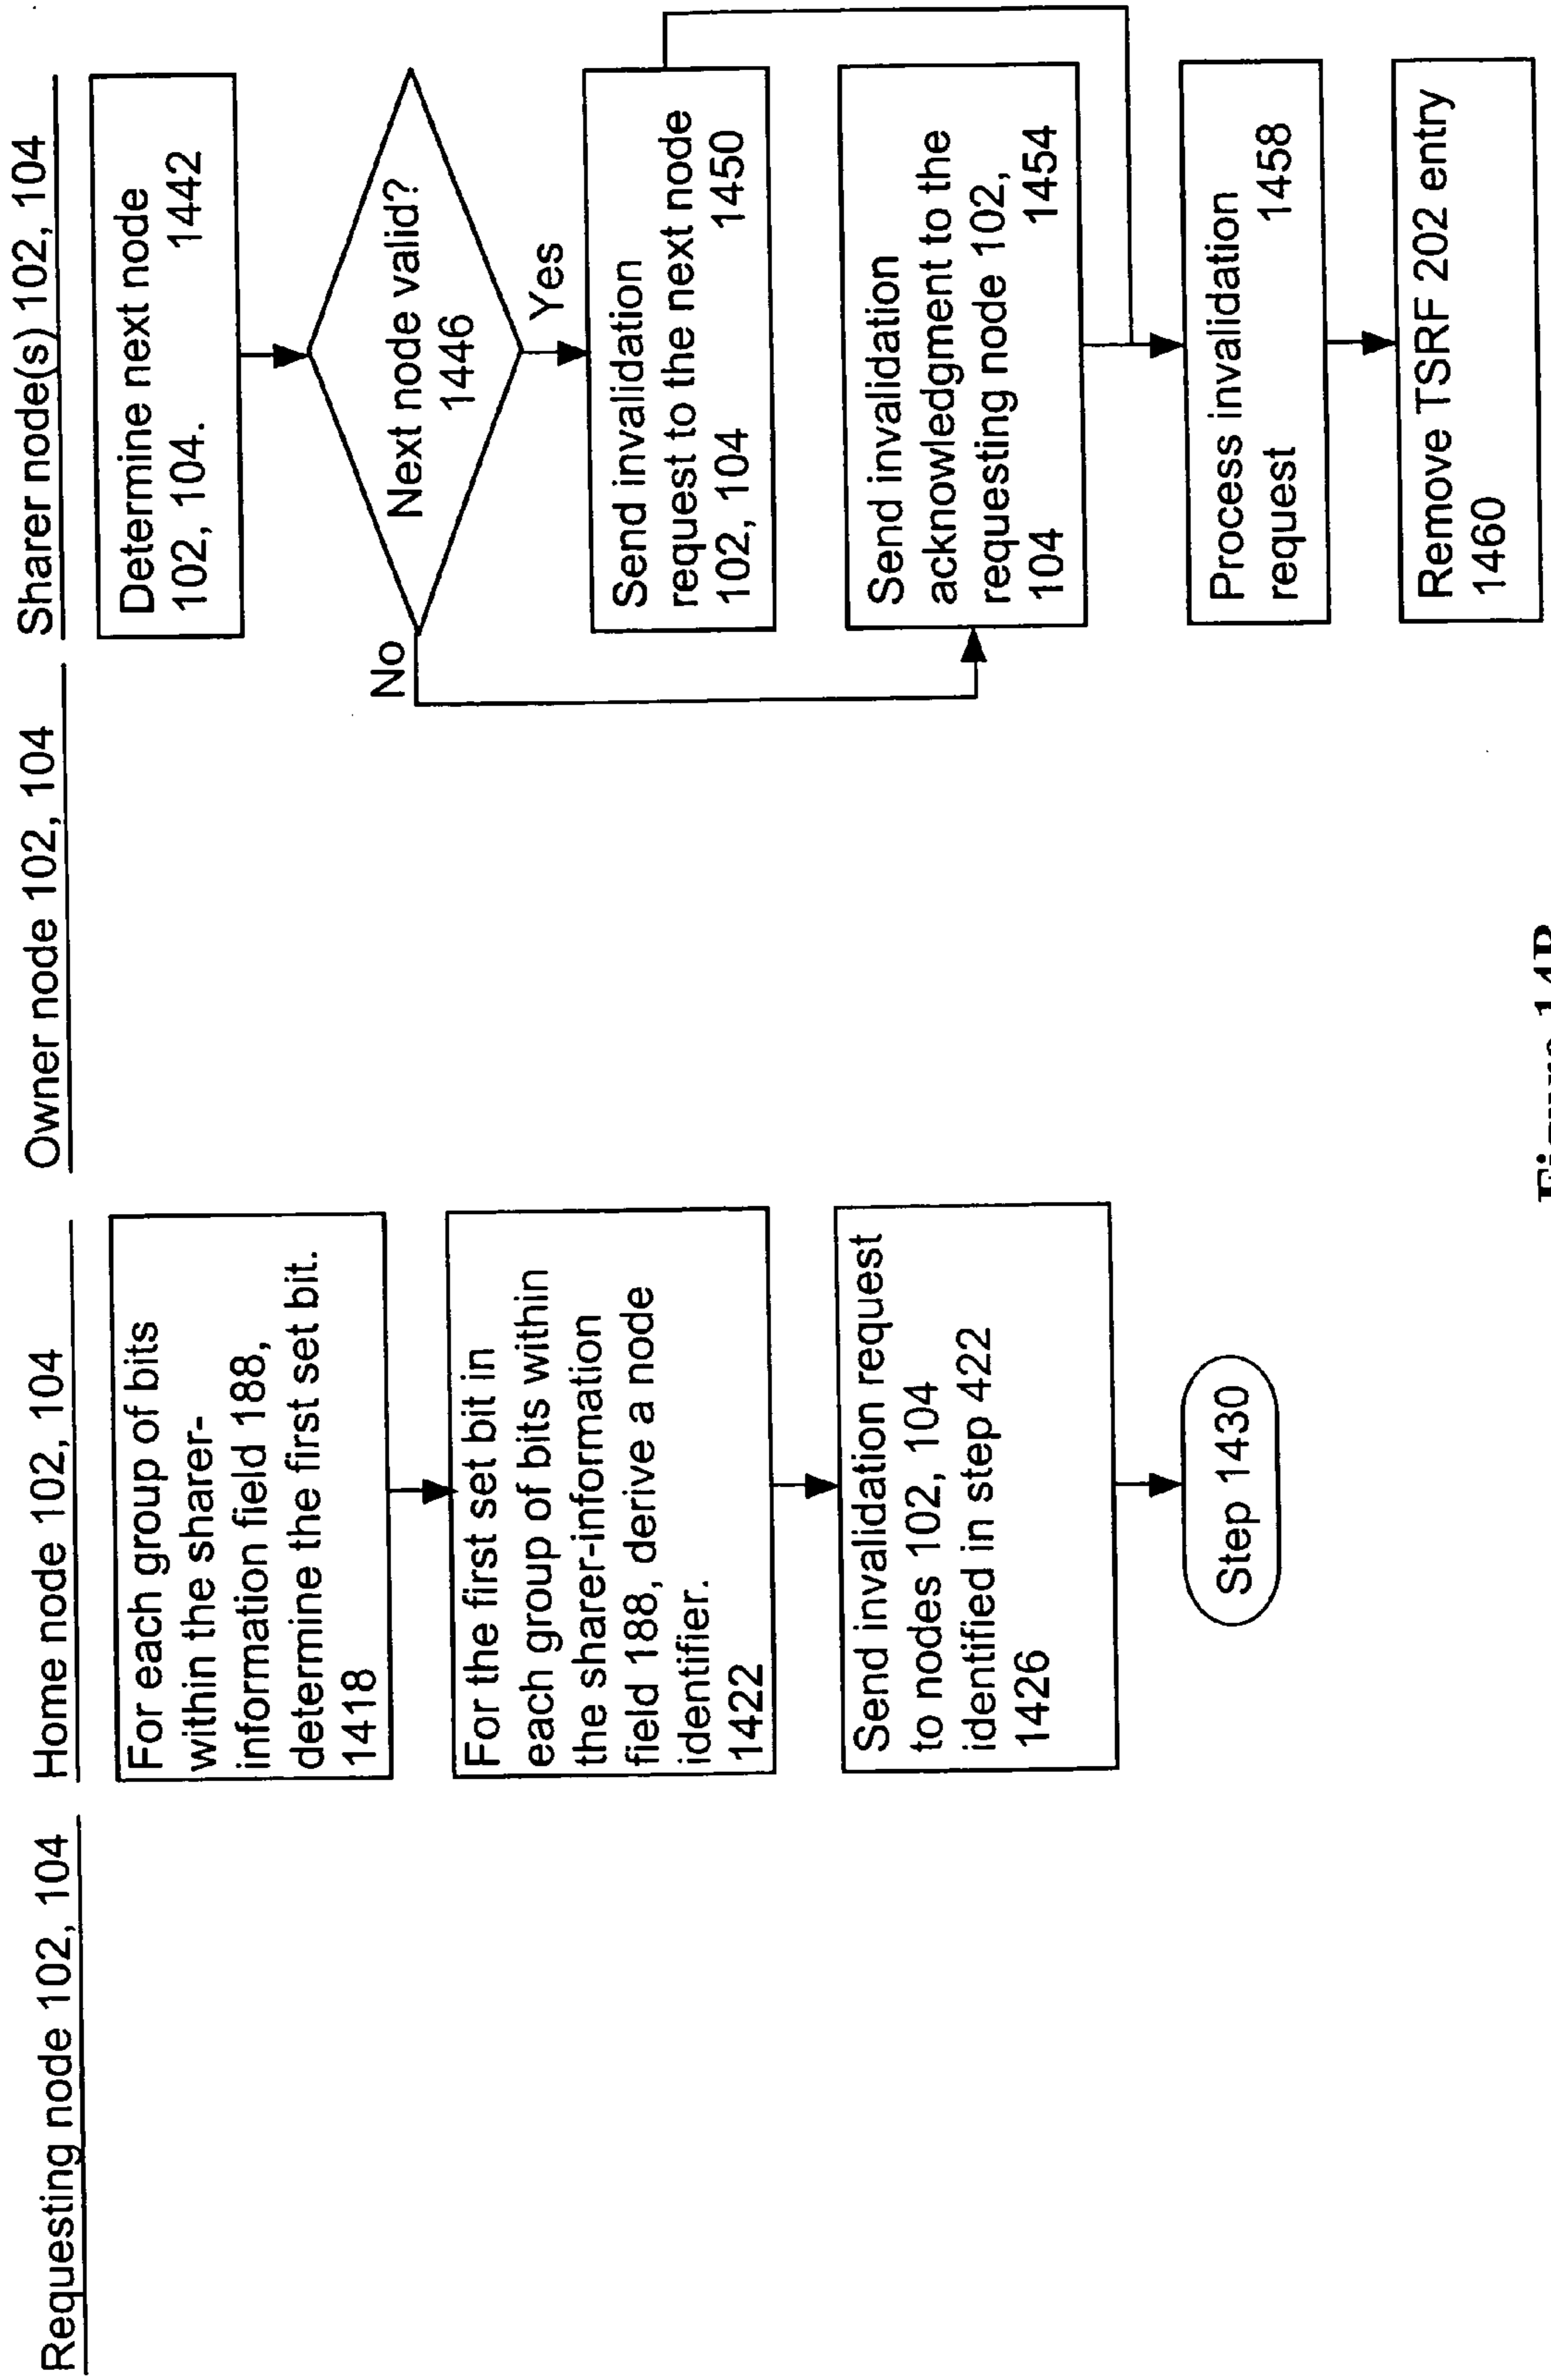 Requesting node 102, 104
Home node 102, 104
Owner node 102, 104
Sharer node(s) 102, 104
For each group of bits
within the sharer-
information field 188,
determine the first set bit.
1418
For the first set bit in
each group of bits within
the sharer-information
field 188, derive a node
identifier.
1422
Send invalidation request
to nodes 102, 104
identified in step 422
1426
Step 1430
Determine next node
102, 104. 1442
Next node valid?
1446
No
Yes
Send invalidation
request to the next node
102, 104 1450
Send invalidation
acknowledgment to the
requesting node 102,
104 1454
Process invalidation
request 1458
Remove TSRF 202 entry
1460